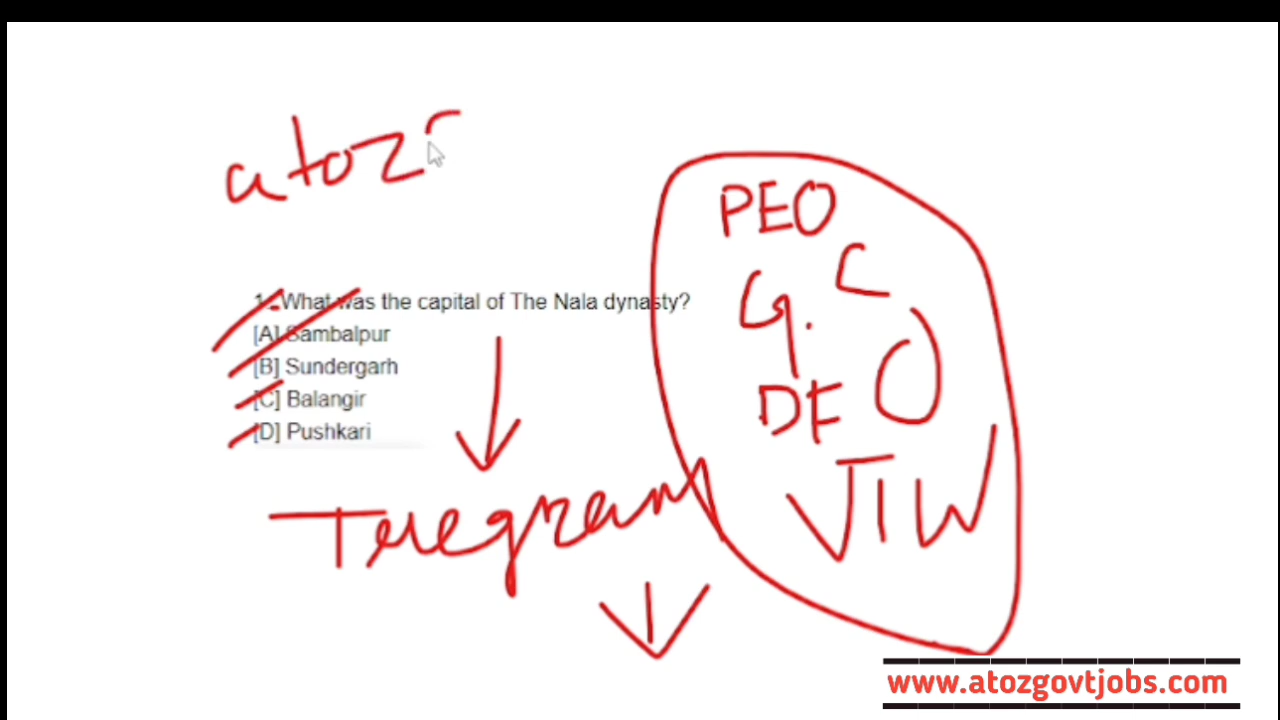 atoz
PEO
C
G.
1. What was the capital of The Nala dynasty?
[A] Sambalpur
[B] Sundergarh
[C] Balangir
[D] Pushkari
DEO
VTW
Telegram
www.atozgovtjobs.com